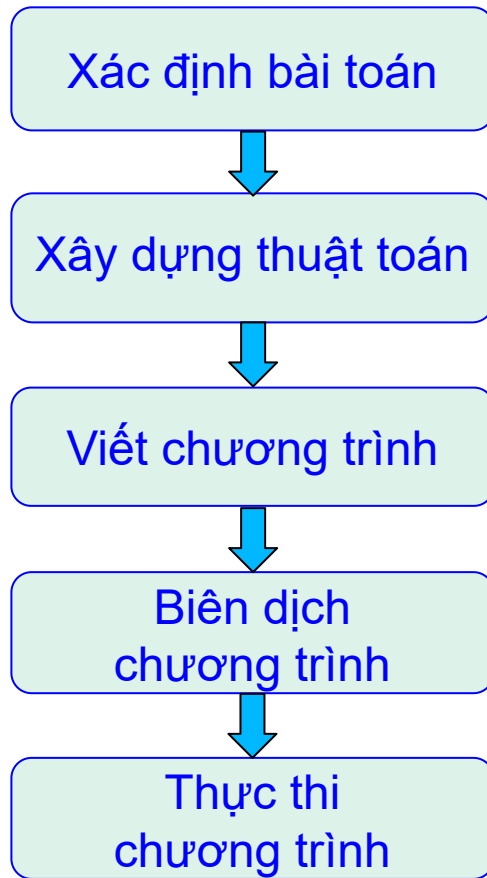 Xác định bài toán
Xây dựng thuật toán
Viết chương trình
Biên dịch
chương trình
Thực thi
chương trình